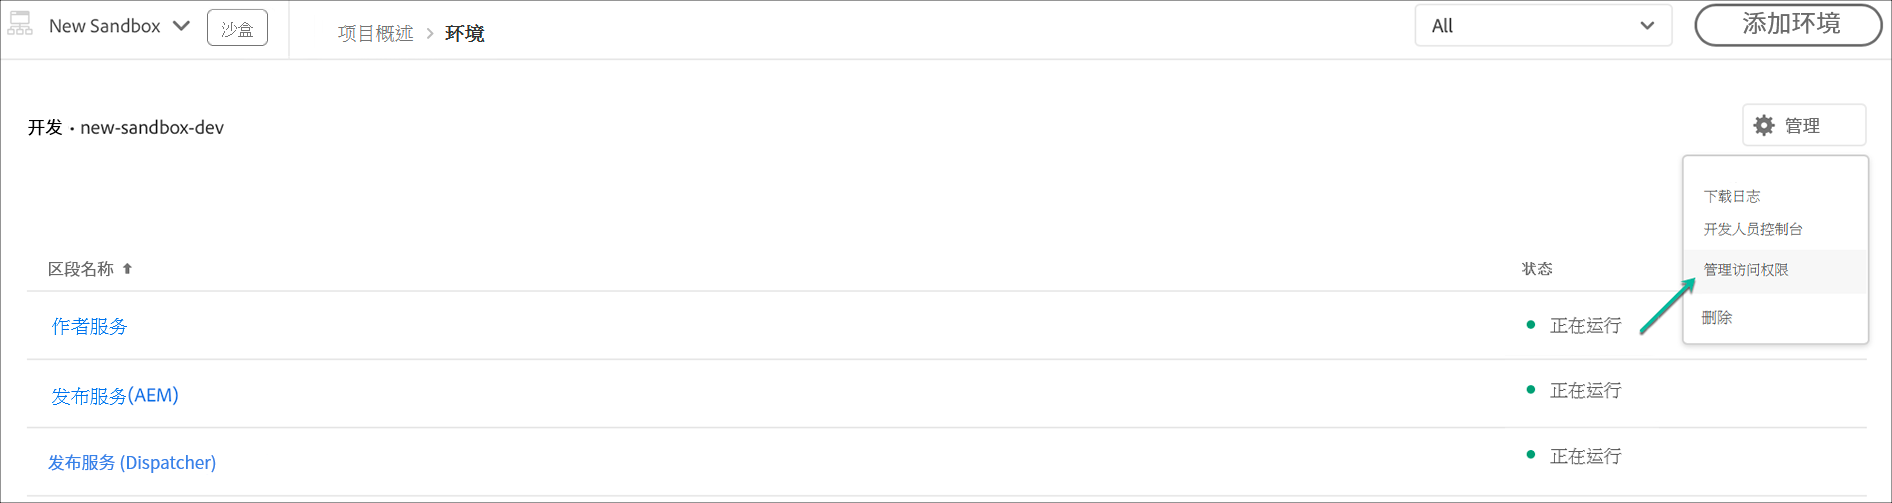 New Sandbox 沙盒 项目概述 > 环境 All 添加环境
开发 · new-sandbox-dev 管理
下载日志
开发人员控制台
区段名称 状态 管理访问权限
作者服务 正在运行 删除
发布服务(AEM) 正在运行
发布服务 (Dispatcher) 正在运行